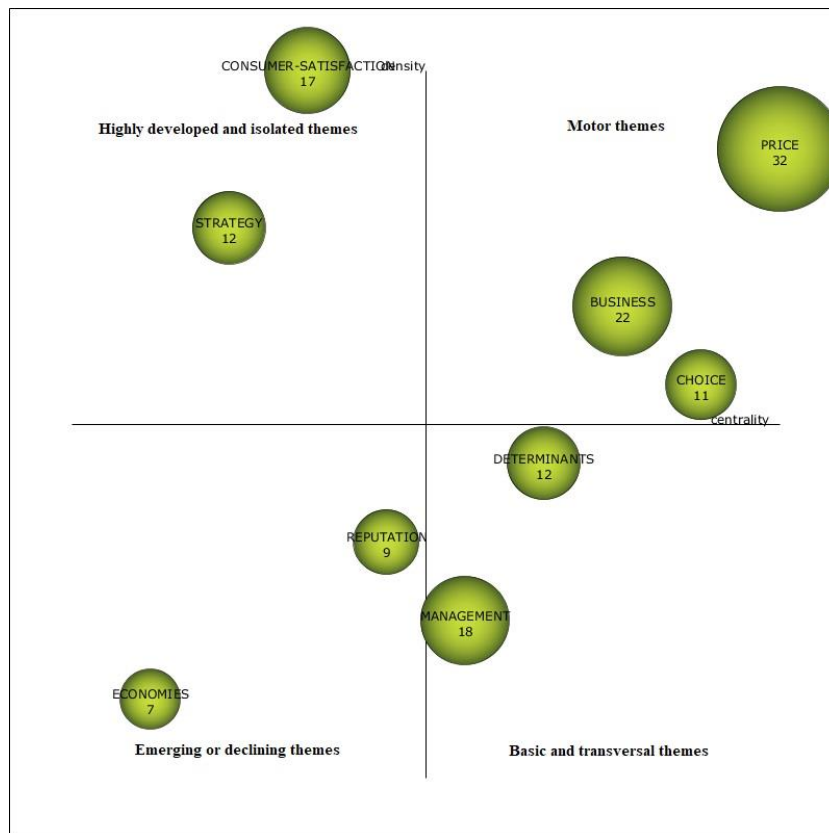 CONSUMER-SATISFACTION
17
density
Highly developed and isolated themes
Motor themes
PRICE
32
STRATEGY
12
BUSINESS
22
CHOICE
11
centrality
DETERMINANTS
12
REPUTATION
9
MANAGEMENT
18
ECONOMIES
7
Emerging or declining themes
Basic and transversal themes